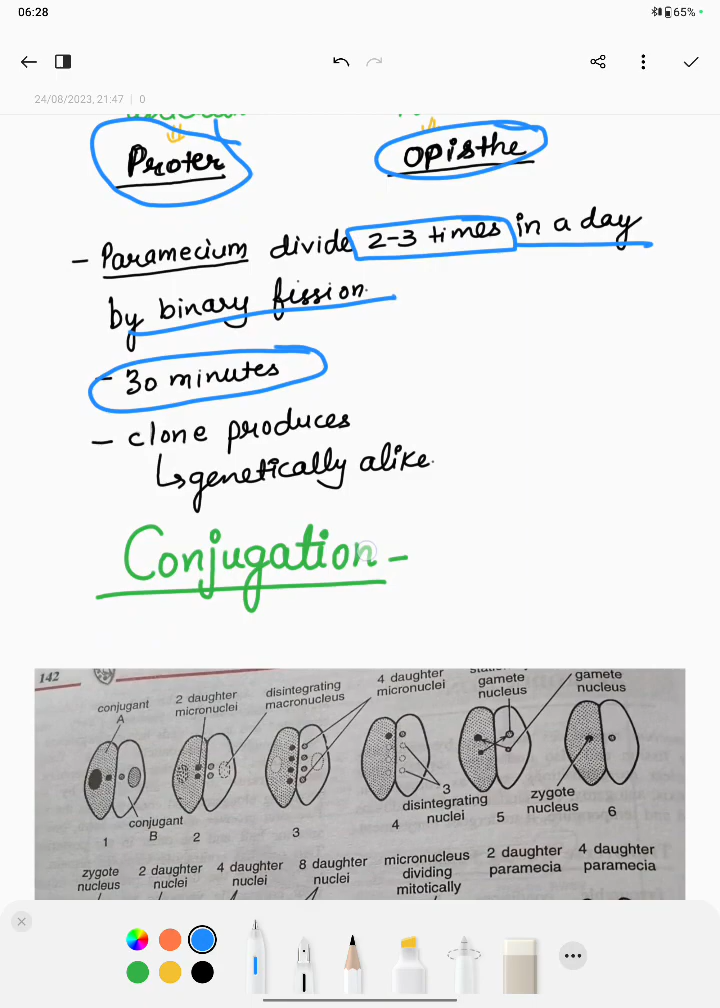 06:28
65%
24/08/2023, 21:47 | 0
Proter
opisthe
- Paramecium divide 2-3 times in a day
by binary fission.
- 30 minutes
- clone produces
↳ genetically alike.
Conjugation -
142
conjugant
A
2 daughter
micronuclei
disintegrating
macronucleus
4 daughter
micronuclei
gamete
nucleus
gamete
nucleus
conjugant
B
3
disintegrating
nuclei
zygote
nucleus
1 2 3 4 5 6
zygote
nucleus
2 daughter
nuclei
4 daughter
nuclei
8 daughter
nuclei
micronucleus
dividing
mitotically
2 daughter
paramecia
4 daughter
paramecia